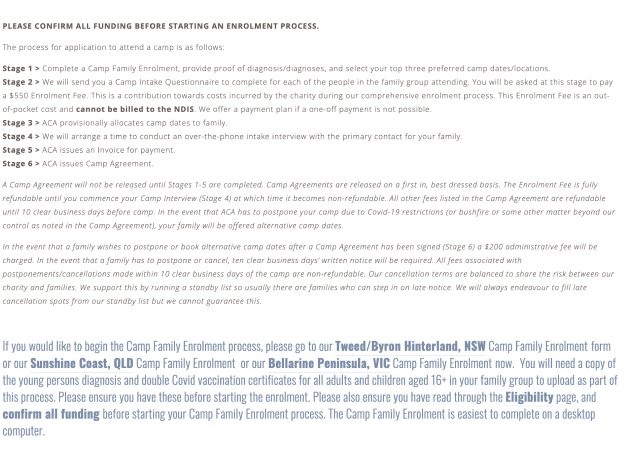 PLEASE CONFIRM ALL FUNDING BEFORE STARTING AN ENROLMENT PROCESS.
The process for application to attend a camp is as follows:
Stage 1 > Complete a Camp Family Enrolment, provide proof of diagnosis/diagnoses, and select your top three preferred camp dates/locations.
Stage 2 > We will send you a Camp Intake Questionnaire to complete for each of the people in the family group attending. You will be asked at this stage to pay
a $550 Enrolment Fee. This is a contribution towards costs incurred by the charity during our comprehensive enrolment process. This Enrolment Fee is an out-
of-pocket cost and cannot be billed to the NDIS. We offer a payment plan if a one-off payment is not possible.
Stage 3 > ACA provisionally allocates camp dates to family.
Stage 4 > We will arrange a time to conduct an over-the-phone intake interview with the primary contact for your family.
Stage 5 > ACA issues an Invoice for payment.
Stage 6 > ACA issues Camp Agreement.
A Camp Agreement will not be released until Stages 1-5 are completed. Camp Agreements are released on a first in, best dressed basis. The Enrolment Fee is fully
refundable until you commence your Camp Interview (Stage 4) at which time it becomes non-refundable. All other fees listed in the Camp Agreement are refundable
until 10 clear business days before camp. In the event that ACA has to postpone your camp due to Covid-19 restrictions (or bushfire or some other matter beyond our
control as noted in the Camp Agreement), your family will be offered alternative camp dates.
In the event that a family wishes to postpone or book alternative camp dates after a Camp Agreement has been signed (Stage 6) a $200 administrative fee will be
charged. In the event that a family has to postpone or cancel, ten clear business days' written notice will be required. All fees associated with
postponements/cancellations made within 10 clear business days of the camp are non-refundable. Our cancellation terms are balanced to share the risk between our
charity and families. We support this by running a standby list so usually there are families who can step in on late notice. We will always endeavour to fill late
cancellation spots from our standby list but we cannot guarantee this.
If you would like to begin the Camp Family Enrolment process, please go to our Tweed/Byron Hinterland, NSW Camp Family Enrolment form
or our Sunshine Coast, QLD Camp Family Enrolment or our Bellarine Peninsula, VIC Camp Family Enrolment now. You will need a copy of
the young persons diagnosis and double Covid vaccination certificates for all adults and children aged 16+ in your family group to upload as part of
this process. Please ensure you have these before starting the enrolment. Please also ensure you have read through the Eligibility page, and
confirm all funding before starting your Camp Family Enrolment process. The Camp Family Enrolment is easiest to complete on a desktop
computer.